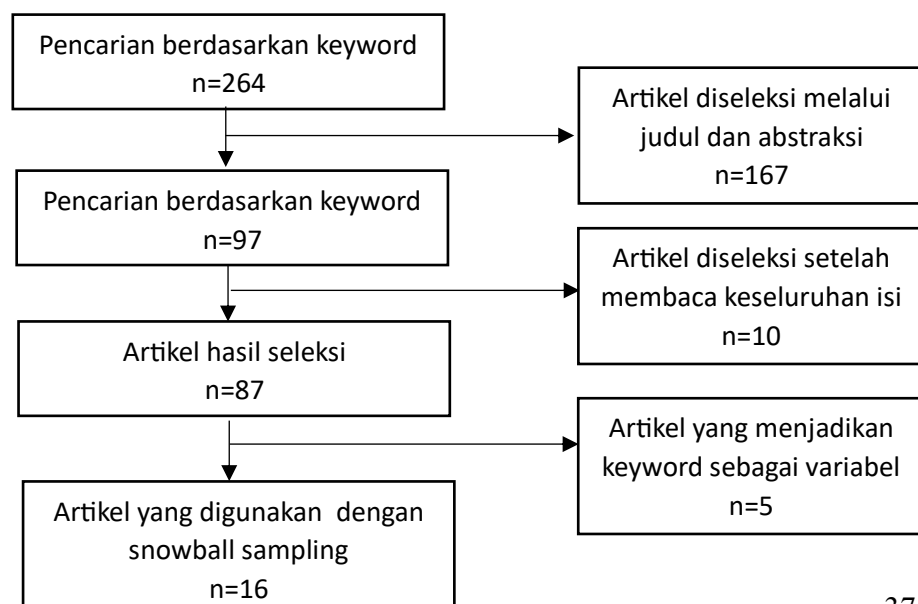 Pencarian berdasarkan keyword
n=264
Artikel diseleksi melalui
judul dan abstraksi
n=167
Pencarian berdasarkan keyword
n=97
Artikel diseleksi setelah
membaca keseluruhan isi
n=10
Artikel hasil seleksi
n=87
Artikel yang menjadikan
keyword sebagai variabel
n=5
Artikel yang digunakan dengan
snowball sampling
n=16